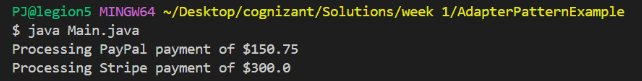 PJ@legion5 MINGW64 ~/Desktop/cognizant/Solutions/week 1/AdapterPatternExample
$ java Main.java
Processing PayPal payment of $150.75
Processing Stripe payment of $300.0